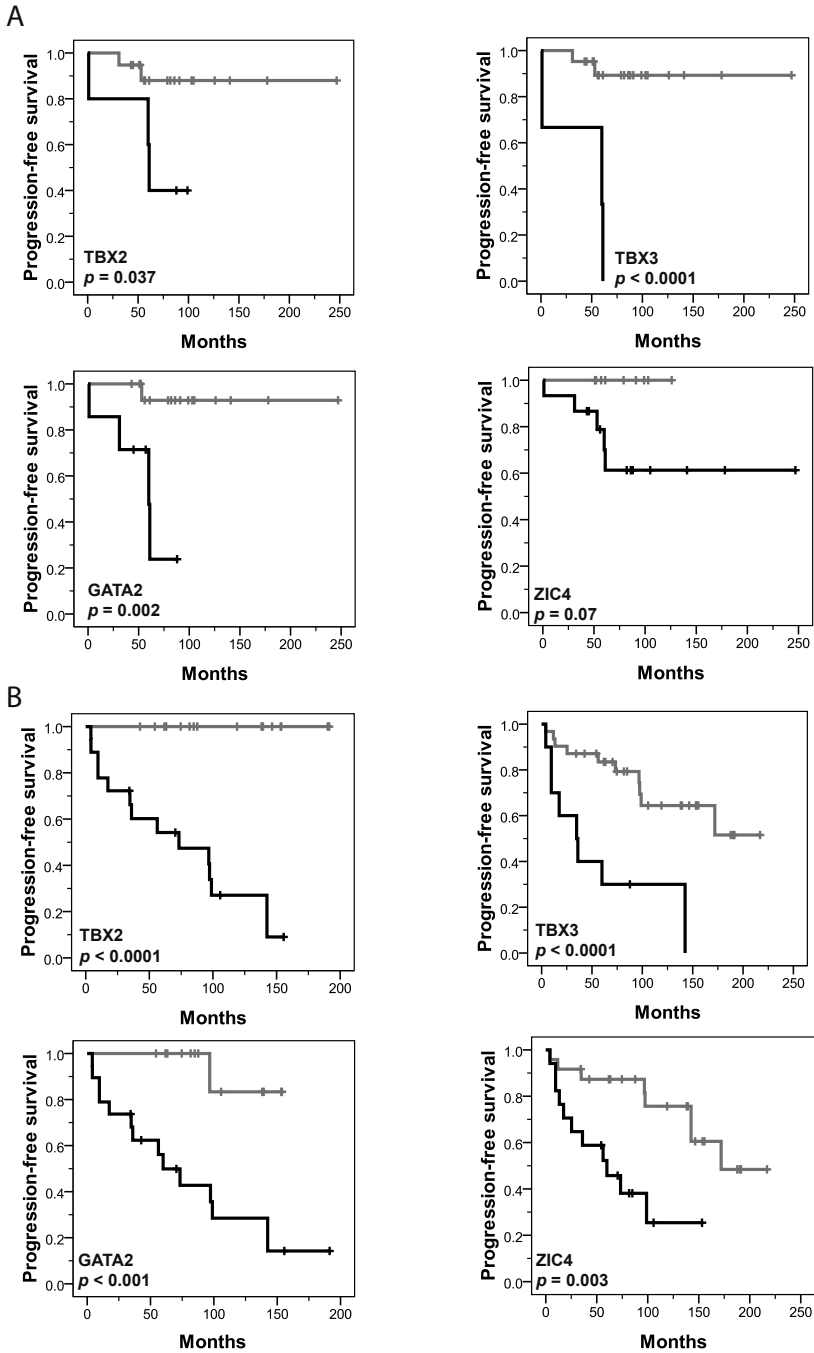 A
Progression-free survival
1.0
0.8
0.6
0.4
0.2
0.0
TBX2
p = 0.037
0 50 100 150 200 250
Months
Progression-free survival
1.0
0.8
0.6
0.4
0.2
0.0
TBX3
p < 0.0001
0 50 100 150 200 250
Months
Progression-free survival
1.0
0.8
0.6
0.4
0.2
0.0
GATA2
p = 0.002
0 50 100 150 200 250
Months
Progression-free survival
1.0
0.8
0.6
0.4
0.2
0.0
ZIC4
p = 0.07
0 50 100 150 200 250
Months
B
Progression-free survival
1.0
0.8
0.6
0.4
0.2
0.0
TBX2
p < 0.0001
0 50 100 150 200
Months
Progression-free survival
1.0
0.8
0.6
0.4
0.2
0.0
TBX3
p < 0.0001
0 50 100 150 200 250
Months
Progression-free survival
1.0
0.8
0.6
0.4
0.2
0.0
GATA2
p < 0.001
0 50 100 150 200
Months
Progression-free survival
1.0
0.8
0.6
0.4
0.2
0.0
ZIC4
p = 0.003
0 50 100 150 200 250
Months